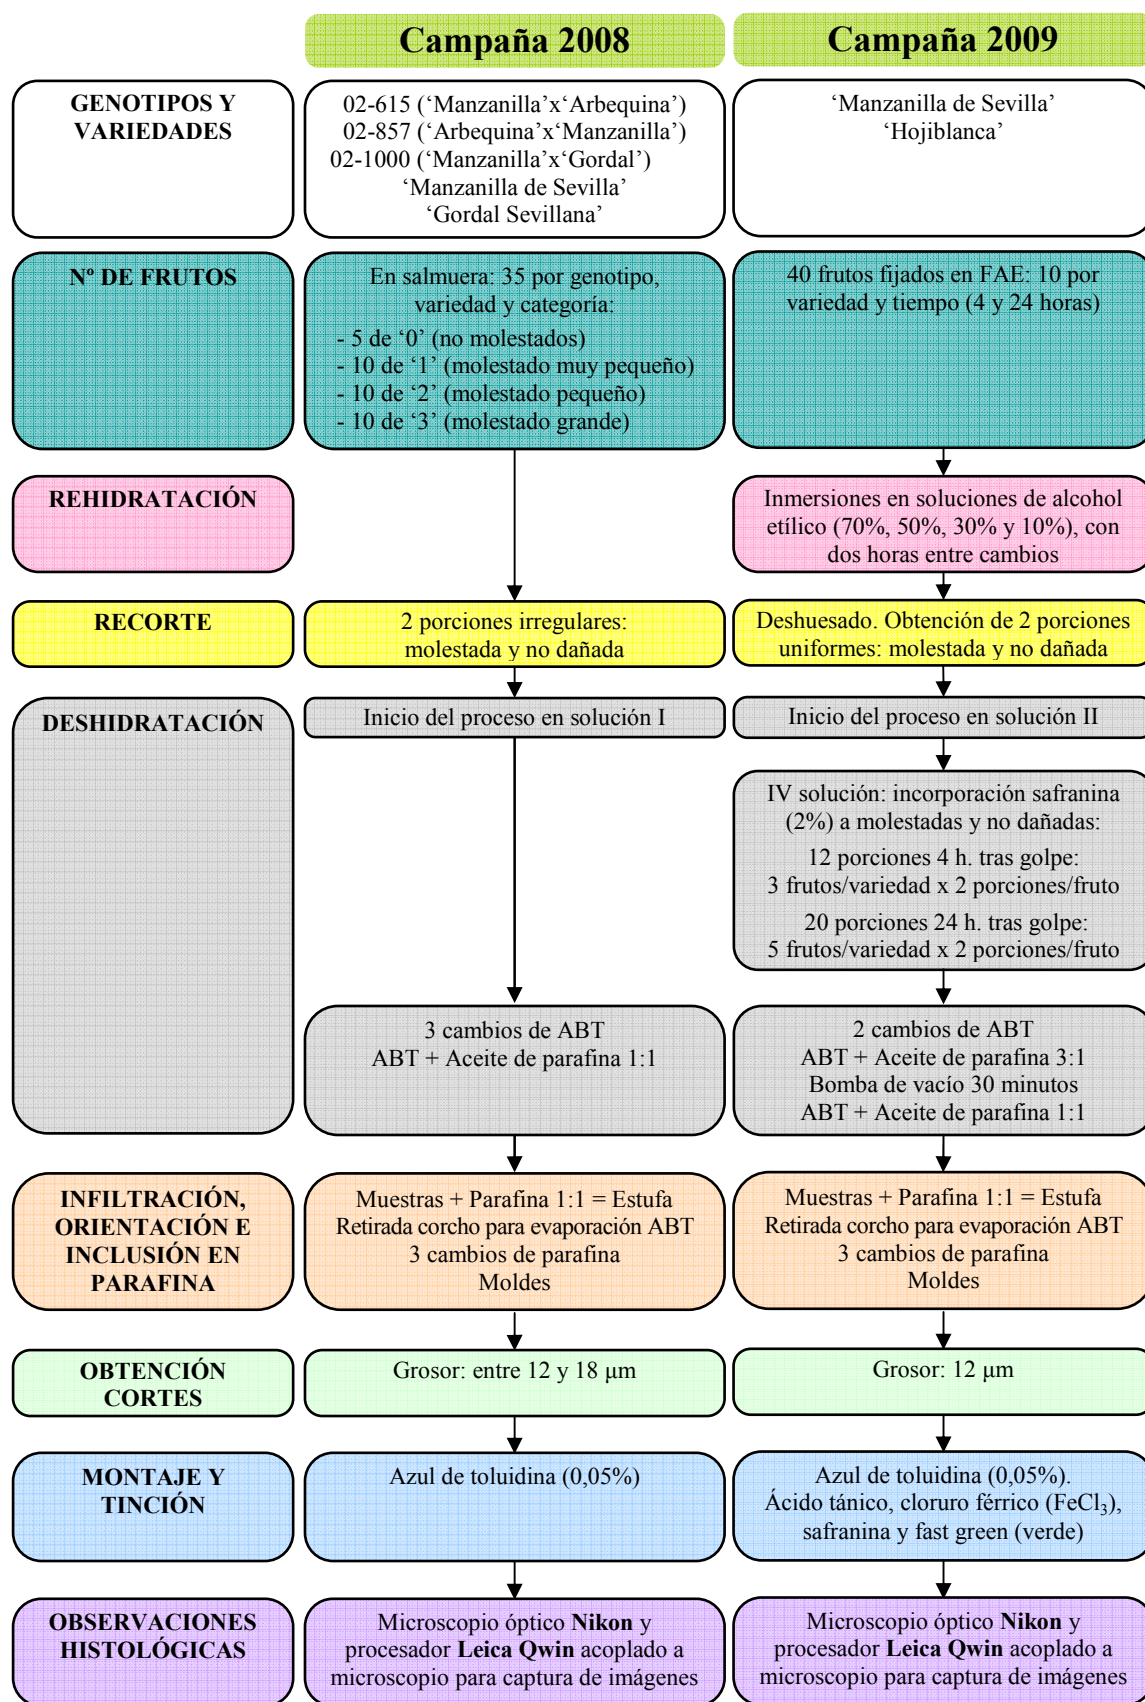 Campaña 2008
Campaña 2009
GENOTIPOS Y
VARIEDADES
02-615 (‘Manzanilla’x‘Arbequina’)
02-857 (‘Arbequina’x‘Manzanilla’)
02-1000 (‘Manzanilla’x‘Gordal’)
‘Manzanilla de Sevilla’
‘Gordal Sevillana’
‘Manzanilla de Sevilla’
‘Hojiblanca’
Nº DE FRUTOS
En salmuera: 35 por genotipo,
variedad y categoría:
- 5 de ‘0’ (no molestados)
- 10 de ‘1’ (molestado muy pequeño)
- 10 de ‘2’ (molestado pequeño)
- 10 de ‘3’ (molestado grande)
40 frutos fijados en FAE: 10 por
variedad y tiempo (4 y 24 horas)
REHIDRATACIÓN
Inmersiones en soluciones de alcohol
etílico (70%, 50%, 30% y 10%), con
dos horas entre cambios
RECORTE
2 porciones irregulares:
molestada y no dañada
Deshuesado. Obtención de 2 porciones
uniformes: molestada y no dañada
DESHIDRATACIÓN
Inicio del proceso en solución I
Inicio del proceso en solución II
IV solución: incorporación safranina
(2%) a molestadas y no dañadas:
12 porciones 4 h. tras golpe:
3 frutos/variedad x 2 porciones/fruto
20 porciones 24 h. tras golpe:
5 frutos/variedad x 2 porciones/fruto
3 cambios de ABT
ABT + Aceite de parafina 1:1
2 cambios de ABT
ABT + Aceite de parafina 3:1
Bomba de vacío 30 minutos
ABT + Aceite de parafina 1:1
INFILTRACIÓN,
ORIENTACIÓN E
INCLUSIÓN EN
PARAFINA
Muestras + Parafina 1:1 = Estufa
Retirada corcho para evaporación ABT
3 cambios de parafina
Moldes
Muestras + Parafina 1:1 = Estufa
Retirada corcho para evaporación ABT
3 cambios de parafina
Moldes
OBTENCIÓN
CORTES
Grosor: entre 12 y 18 µm
Grosor: 12 µm
MONTAJE Y
TINCIÓN
Azul de toluidina (0,05%)
Azul de toluidina (0,05%).
Ácido tánico, cloruro férrico (FeCl₃),
safranina y fast green (verde)
OBSERVACIONES
HISTOLÓGICAS
Microscopio óptico Nikon y
procesador Leica Qwin acoplado a
microscopio para captura de imágenes
Microscopio óptico Nikon y
procesador Leica Qwin acoplado a
microscopio para captura de imágenes